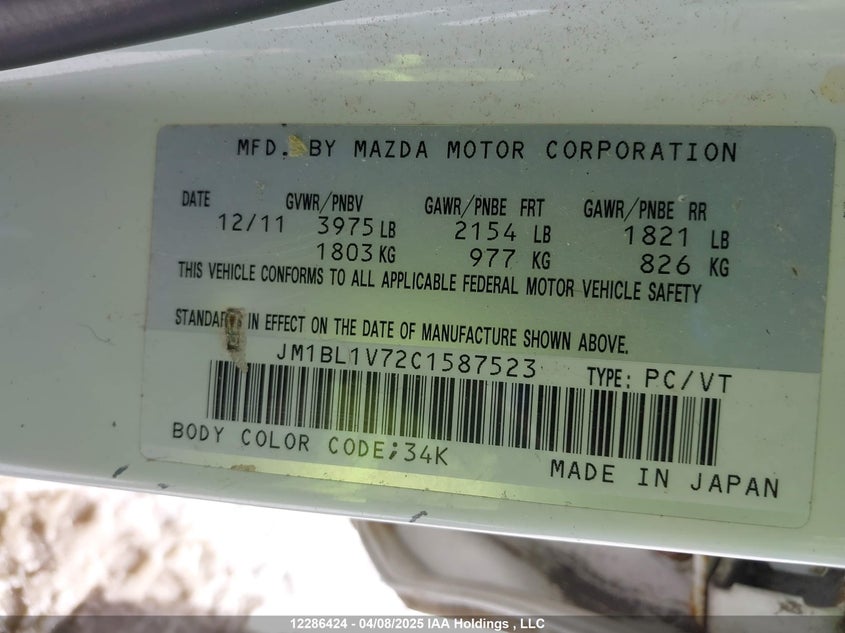 MFD. BY MAZDA MOTOR CORPORATION
DATE GVWR/PNBV GAWR/PNBE FRT GAWR/PNBE RR
12/11 3975 LB 2154 LB 1821 LB
1803 KG 977 KG 826 KG
THIS VEHICLE CONFORMS TO ALL APPLICABLE FEDERAL MOTOR VEHICLE SAFETY
STANDARD IN EFFECT ON THE DATE OF MANUFACTURE SHOWN ABOVE.
JM1BL1V72C1587523 TYPE: PC/VT
BODY COLOR CODE;34K
MADE IN JAPAN
12286424 - 04/08/2025 IAA Holdings , LLC